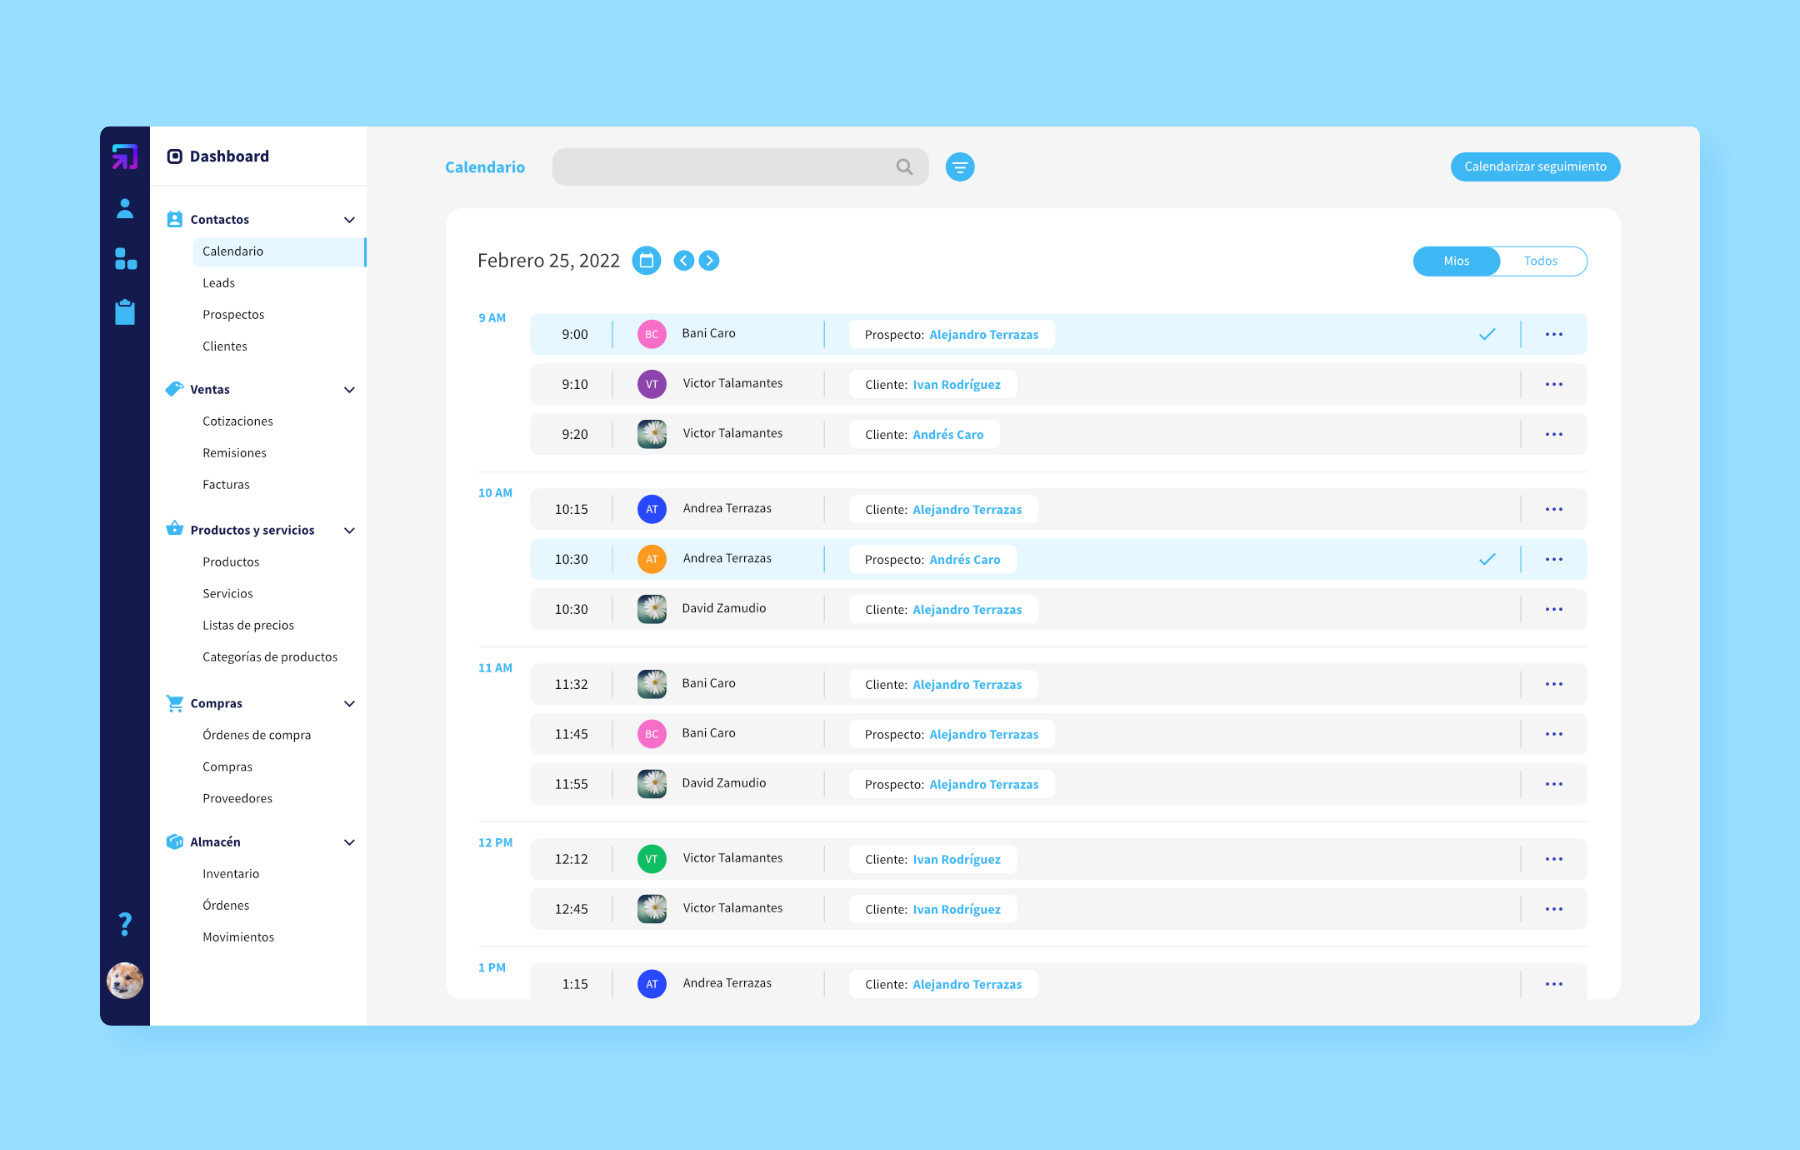 Dashboard
Contactos
Calendario
Leads
Prospectos
Clientes
Ventas
Cotizaciones
Remisiones
Facturas
Productos y servicios
Productos
Servicios
Listas de precios
Categorías de productos
Compras
Órdenes de compra
Compras
Proveedores
Almacén
Inventario
Órdenes
Movimientos
?
Calendario
Calendarizar seguimiento
Febrero 25, 2022
Mios Todos
9 AM
9:00 BC Bani Caro Prospecto: Alejandro Terrazas
9:10 VT Victor Talamantes Cliente: Ivan Rodríguez
9:20 Victor Talamantes Cliente: Andrés Caro
10 AM
10:15 AT Andrea Terrazas Cliente: Alejandro Terrazas
10:30 AT Andrea Terrazas Prospecto: Andrés Caro
10:30 David Zamudio Cliente: Alejandro Terrazas
11 AM
11:32 Bani Caro Cliente: Alejandro Terrazas
11:45 BC Bani Caro Prospecto: Alejandro Terrazas
11:55 David Zamudio Prospecto: Alejandro Terrazas
12 PM
12:12 VT Victor Talamantes Cliente: Ivan Rodríguez
12:45 Victor Talamantes Cliente: Ivan Rodríguez
1 PM
1:15 AT Andrea Terrazas Cliente: Alejandro Terrazas